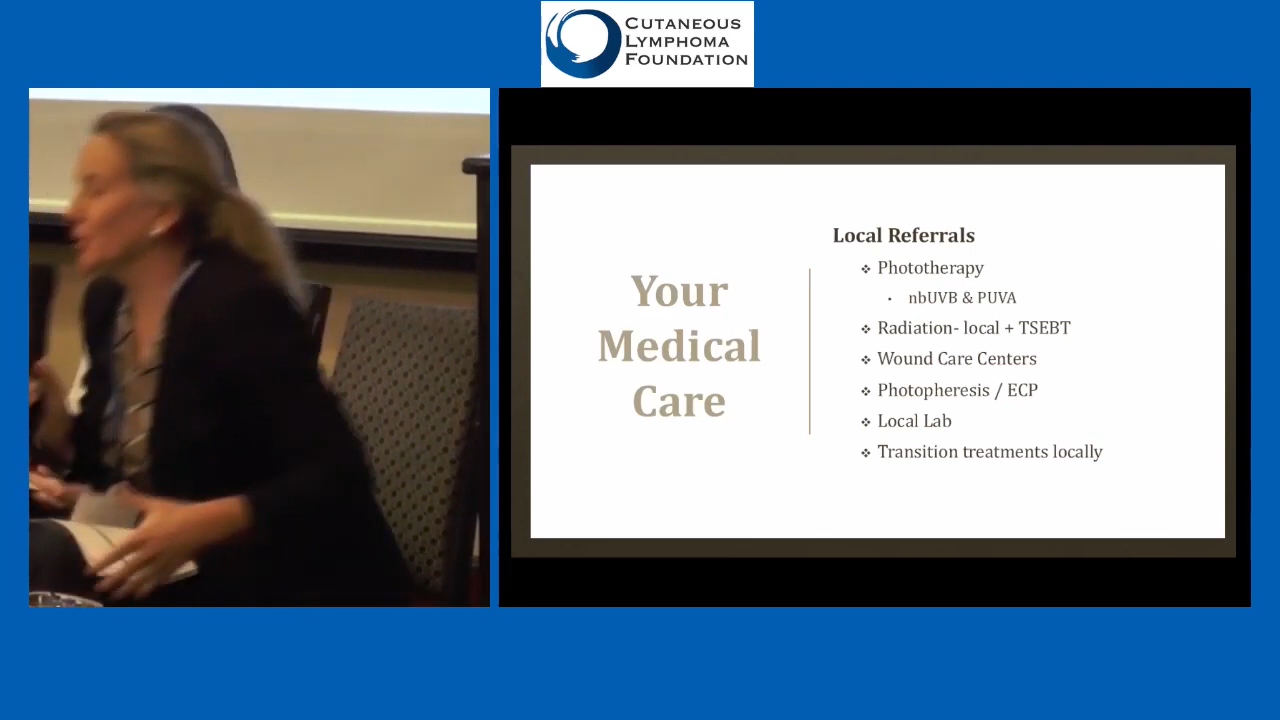 CUTANEOUS
LYMPHOMA
FOUNDATION
Your
Medical
Care
Local Referrals
❖ Phototherapy
▪ nbUVB & PUVA
❖ Radiation- local + TSEBT
❖ Wound Care Centers
❖ Photopheresis / ECP
❖ Local Lab
❖ Transition treatments locally